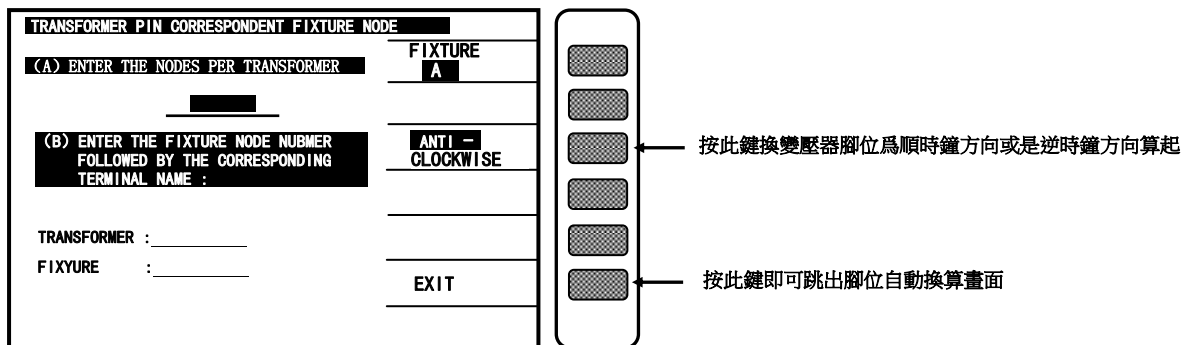 TRANSFORMER PIN CORRESPONDENT FIXTURE NODE
(A) ENTER THE NODES PER TRANSFORMER
(B) ENTER THE FIXTURE NODE NUBMER
FOLLOWED BY THE CORRESPONDING
TERMINAL NAME :
TRANSFORMER :
FIXYURE :
FIXTURE
A
ANTI -
CLOCKWISE
EXIT
按此鍵換變壓器腳位爲順時鐘方向或是逆時鐘方向算起
按此鍵即可跳出腳位自動換算畫面